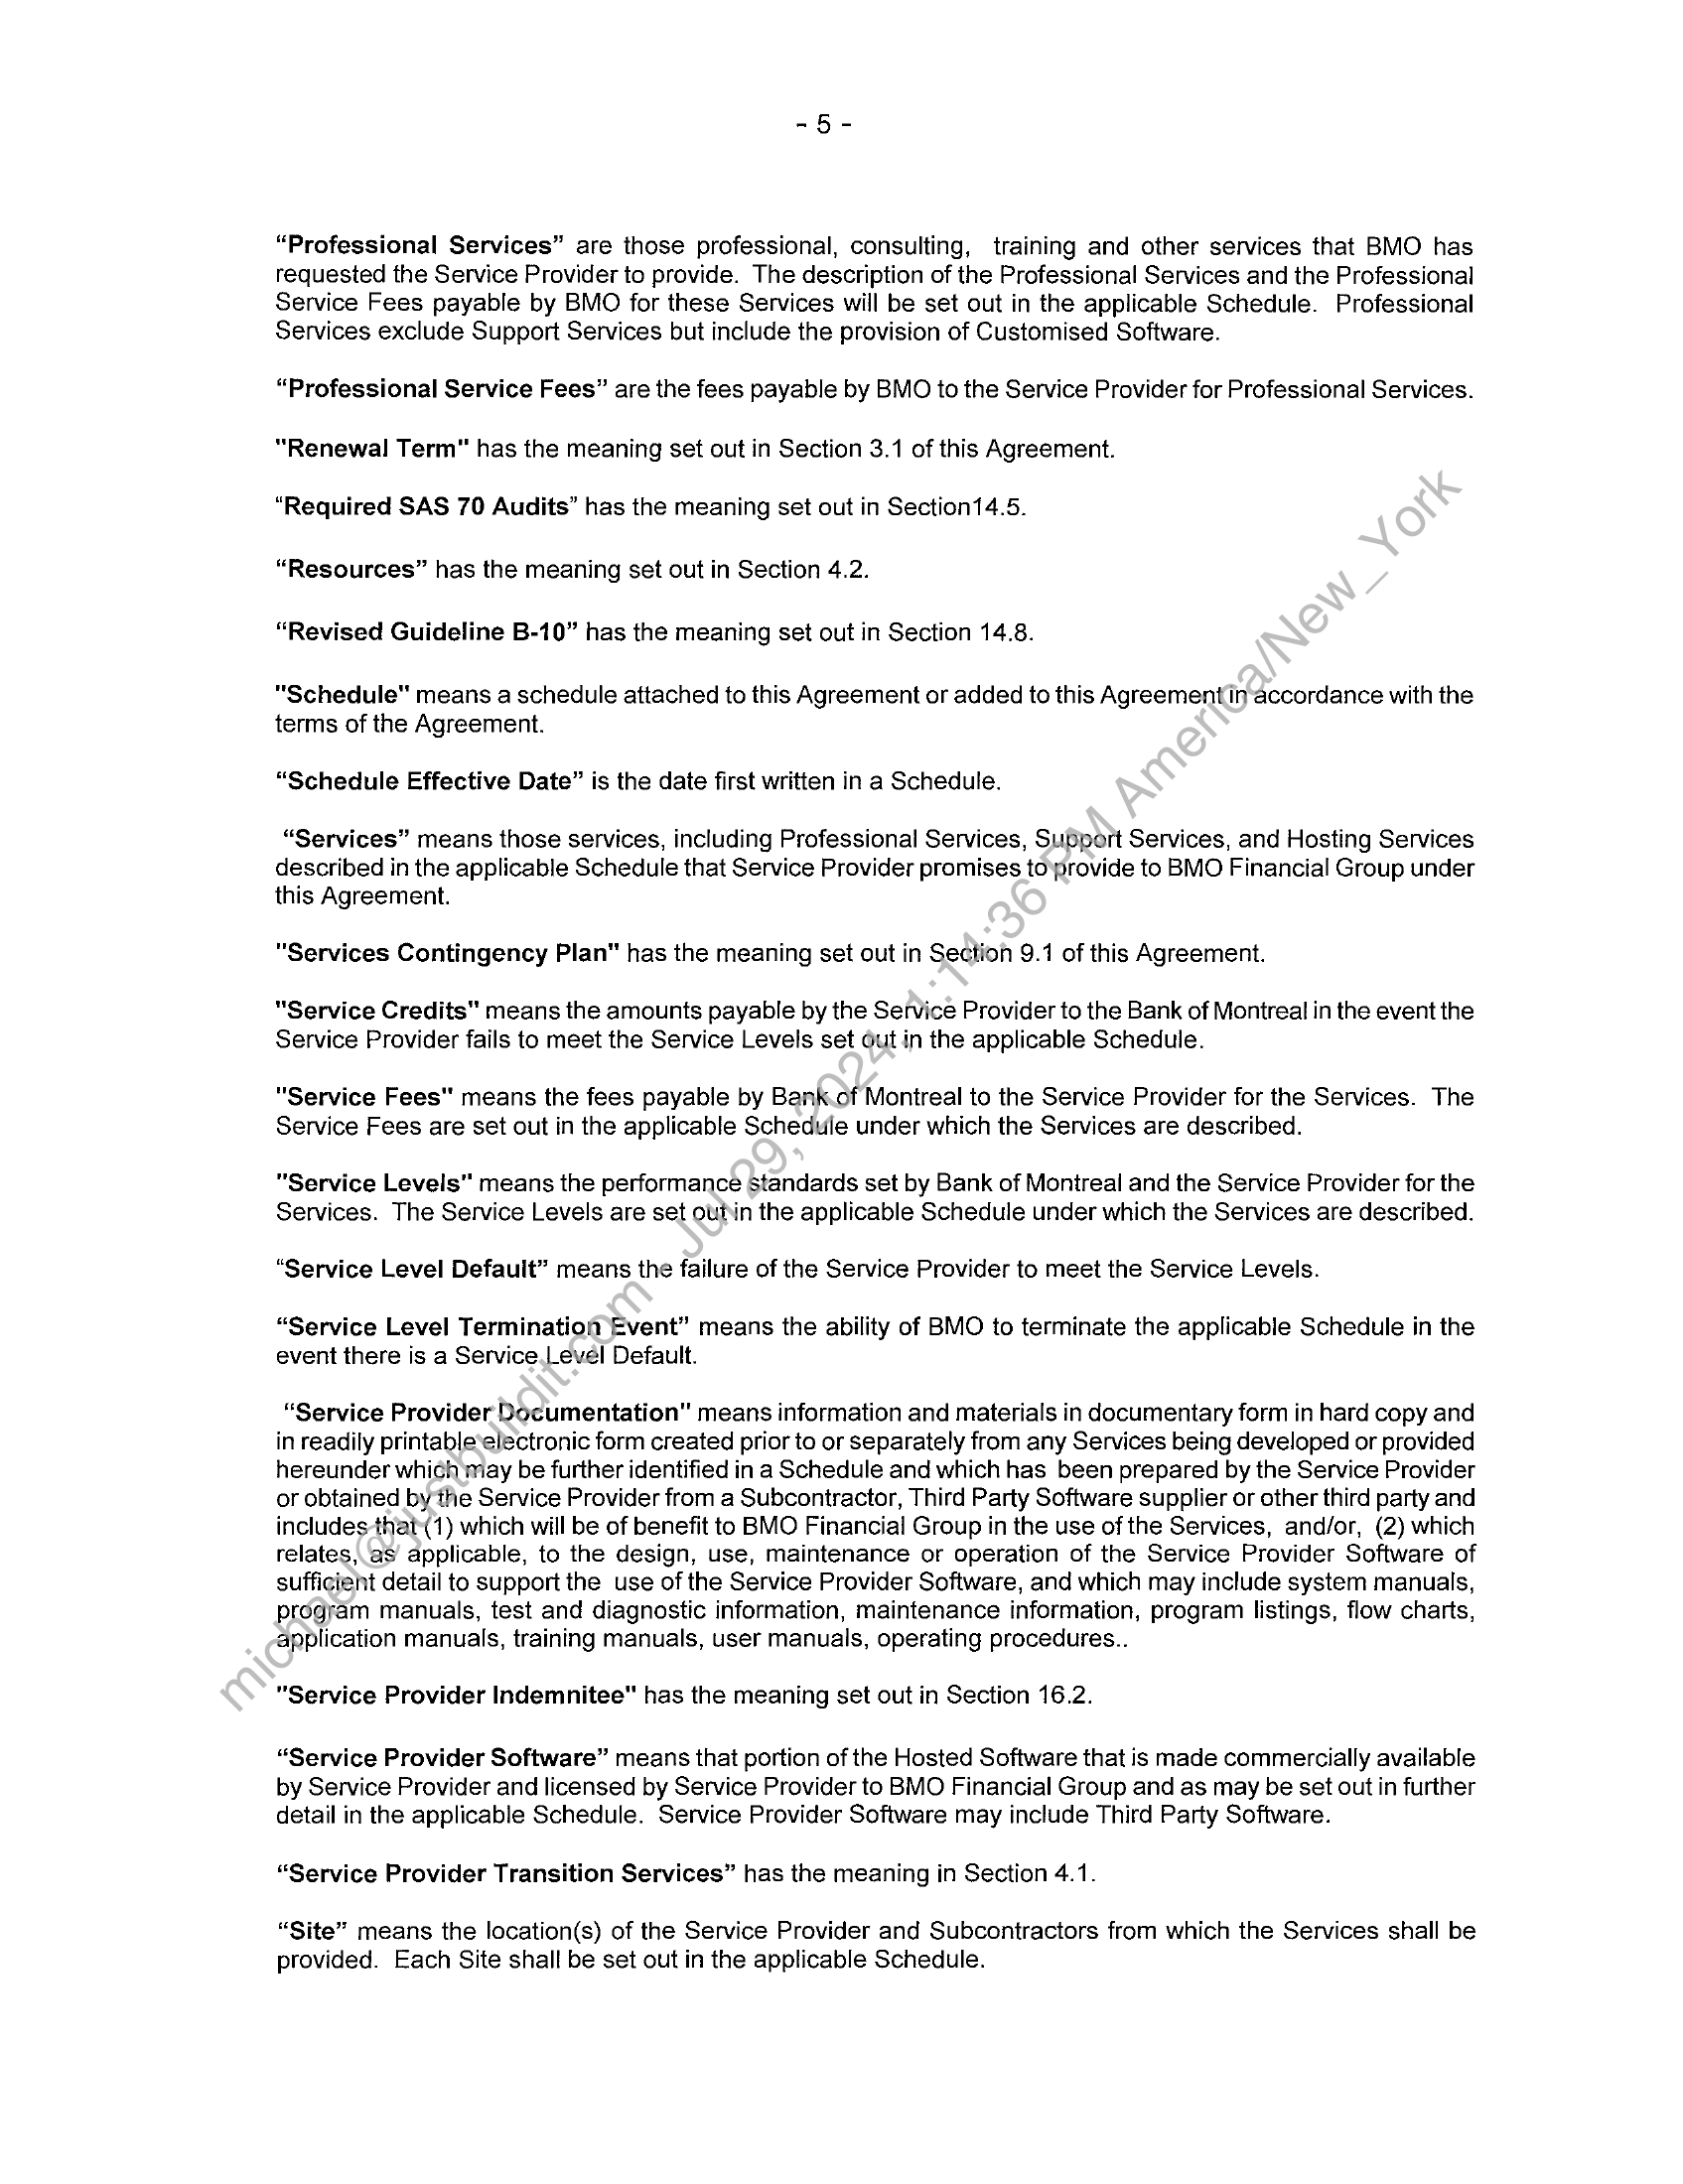 - 5 -
“Professional Services” are those professional, consulting, training and other services that BMO has
requested the Service Provider to provide. The description of the Professional Services and the Professional
Service Fees payable by BMO for these Services will be set out in the applicable Schedule. Professional
Services exclude Support Services but include the provision of Customised Software.
“Professional Service Fees” are the fees payable by BMO to the Service Provider for Professional Services.
"Renewal Term" has the meaning set out in Section 3.1 of this Agreement.
“Required SAS 70 Audits” has the meaning set out in Section14.5.
“Resources” has the meaning set out in Section 4.2.
“Revised Guideline B-10” has the meaning set out in Section 14.8.
"Schedule" means a schedule attached to this Agreement or added to this Agreement in accordance with the
terms of the Agreement.
“Schedule Effective Date” is the date first written in a Schedule.
“Services” means those services, including Professional Services, Support Services, and Hosting Services
described in the applicable Schedule that Service Provider promises to provide to BMO Financial Group under
this Agreement.
"Services Contingency Plan" has the meaning set out in Section 9.1 of this Agreement.
"Service Credits" means the amounts payable by the Service Provider to the Bank of Montreal in the event the
Service Provider fails to meet the Service Levels set out in the applicable Schedule.
"Service Fees" means the fees payable by Bank of Montreal to the Service Provider for the Services. The
Service Fees are set out in the applicable Schedule under which the Services are described.
"Service Levels" means the performance standards set by Bank of Montreal and the Service Provider for the
Services. The Service Levels are set out in the applicable Schedule under which the Services are described.
“Service Level Default” means the failure of the Service Provider to meet the Service Levels.
“Service Level Termination Event” means the ability of BMO to terminate the applicable Schedule in the
event there is a Service Level Default.
“Service Provider Documentation" means information and materials in documentary form in hard copy and
in readily printable electronic form created prior to or separately from any Services being developed or provided
hereunder which may be further identified in a Schedule and which has been prepared by the Service Provider
or obtained by the Service Provider from a Subcontractor, Third Party Software supplier or other third party and
includes that (1) which will be of benefit to BMO Financial Group in the use of the Services, and/or, (2) which
relates, as applicable, to the design, use, maintenance or operation of the Service Provider Software of
sufficient detail to support the use of the Service Provider Software, and which may include system manuals,
program manuals, test and diagnostic information, maintenance information, program listings, flow charts,
application manuals, training manuals, user manuals, operating procedures..
"Service Provider Indemnitee" has the meaning set out in Section 16.2.
“Service Provider Software” means that portion of the Hosted Software that is made commercially available
by Service Provider and licensed by Service Provider to BMO Financial Group and as may be set out in further
detail in the applicable Schedule. Service Provider Software may include Third Party Software.
“Service Provider Transition Services” has the meaning in Section 4.1.
“Site” means the location(s) of the Service Provider and Subcontractors from which the Services shall be
provided. Each Site shall be set out in the applicable Schedule.
michael@justbuildit.com - Jul 29, 2024, 1:14:36 PM America/New_York